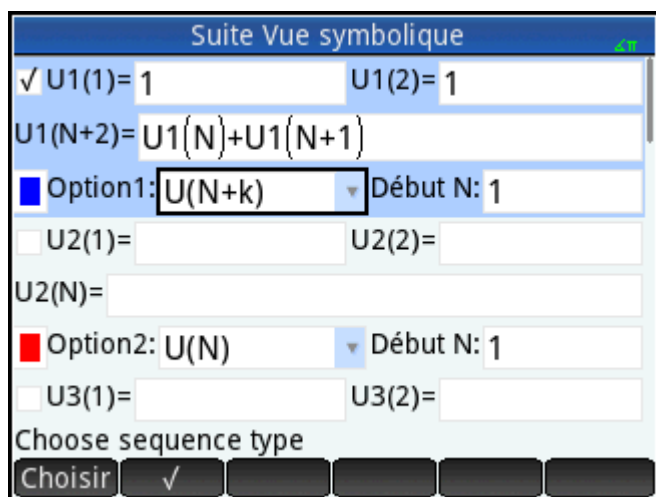 Suite Vue symbolique ∡π
√ U1(1)= 1 U1(2)= 1
U1(N+2)= U1(N)+U1(N+1)
Option1: U(N+k) Début N: 1
U2(1)= U2(2)=
U2(N)=
Option2: U(N) Début N: 1
U3(1)= U3(2)=
Choose sequence type
Choisir √